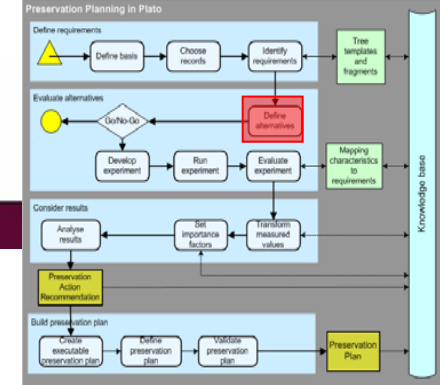 Preservation Planning in Plato
Define requirements
Define basis
Choose
records
Identify
requirements
Tree
templates
and
fragments
Evaluate alternatives
Go/No-Go
Define
alternatives
Develop
experiment
Run
experiment
Evaluate
experiment
Mapping
characteristics
to
requirements
Knowledge base
Consider results
Analyse
results
Set
importance
factors
Transform
measured
values
Preservation
Action
Recommendation
Build preservation plan
Create
executable
preservation plan
Define
preservation
plan
Validate
preservation
plan
Preservation
Plan